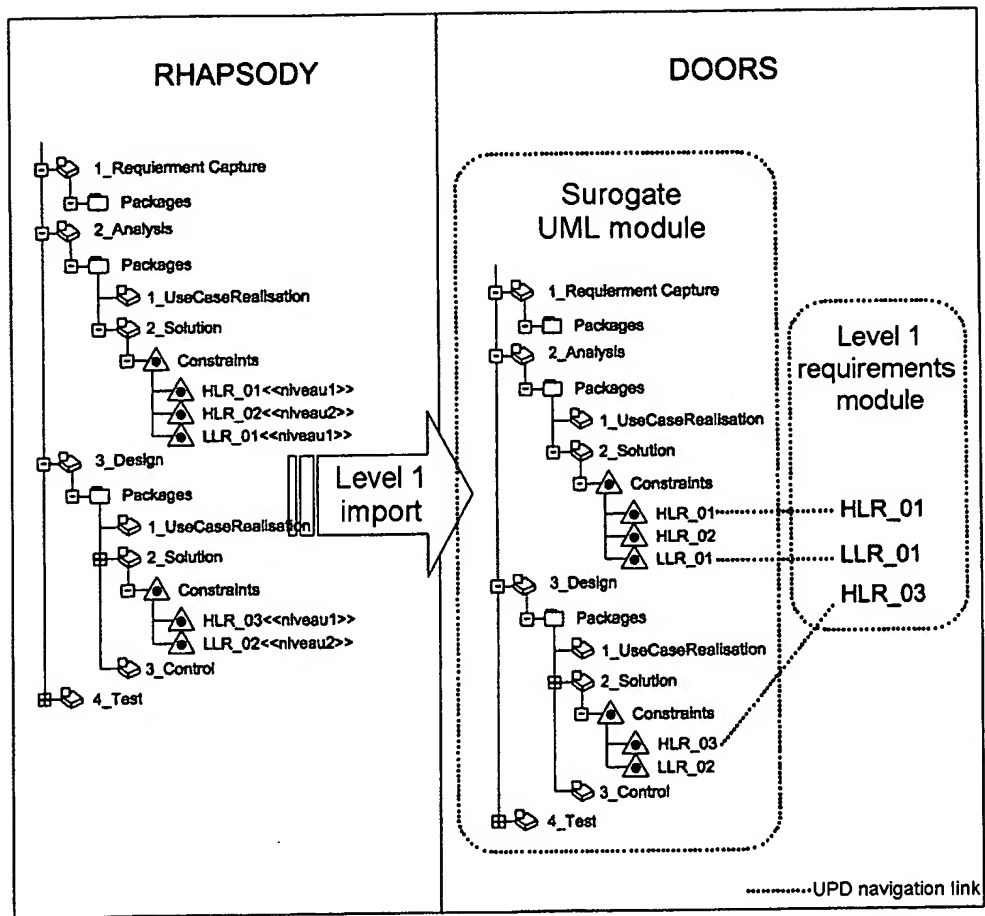 RHAPSODY
1_Requierment Capture
Packages
2_Analysis
Packages
1_UseCaseRealisation
2_Solution
Constraints
HLR_01<<niveau1>>
HLR_02<<niveau2>>
LLR_01<<niveau1>>
3_Design
Packages
1_UseCaseRealisation
2_Solution
Constraints
HLR_03<<niveau1>>
LLR_02<<niveau2>>
3_Control
4_Test
Level 1
import
DOORS
Surogate
UML module
1_Requierment Capture
Packages
2_Analysis
Packages
1_UseCaseRealisation
2_Solution
Constraints
HLR_01
HLR_02
LLR_01
3_Design
Packages
1_UseCaseRealisation
2_Solution
Constraints
HLR_03
LLR_02
3_Control
4_Test
Level 1
requirements
module
HLR_01
LLR_01
HLR_03
UPD navigation link